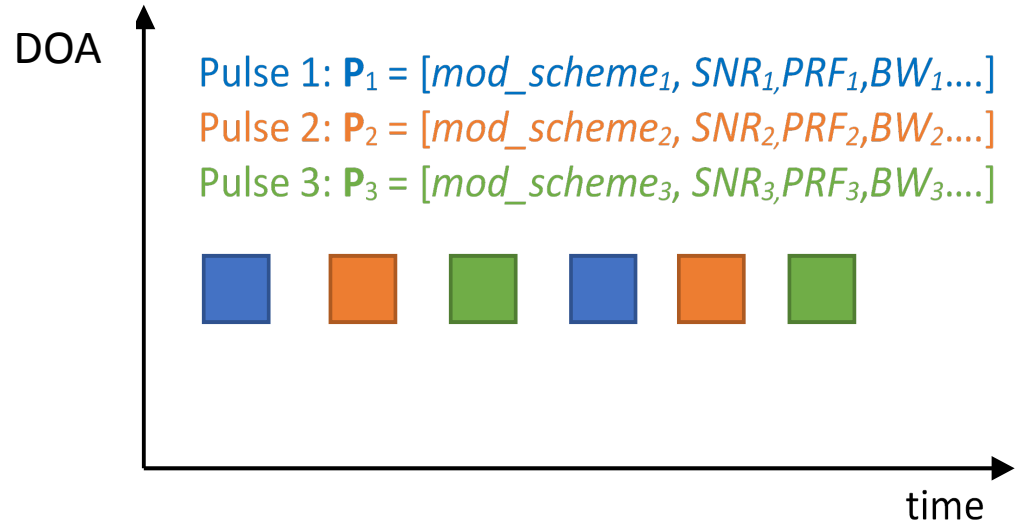 DOA
Pulse 1: P1 = [mod_scheme1, SNR1,PRF1,BW1....]
Pulse 2: P2 = [mod_scheme2, SNR2,PRF2,BW2....]
Pulse 3: P3 = [mod_scheme3, SNR3,PRF3,BW3....]
time